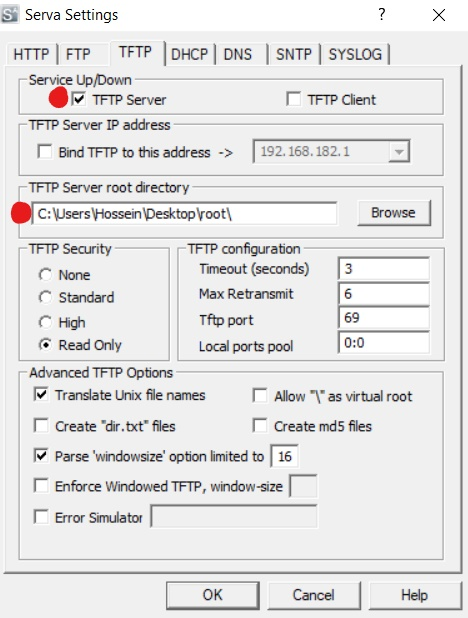 Serva Settings
HTTP FTP TFTP DHCP DNS SNTP SYSLOG
Service Up/Down
TFTP Server TFTP Client
TFTP Server IP address
Bind TFTP to this address -> 192.168.182.1
TFTP Server root directory
C:\Users\Hossein\Desktop\root\ Browse
TFTP Security TFTP configuration
None Timeout (seconds) 3
Standard Max Retransmit 6
High Tftp port 69
Read Only Local ports pool 0:0
Advanced TFTP Options
Translate Unix file names Allow "\" as virtual root
Create "dir.txt" files Create md5 files
Parse 'windowsize' option limited to 16
Enforce Windowed TFTP, window-size
Error Simulator
OK Cancel Help